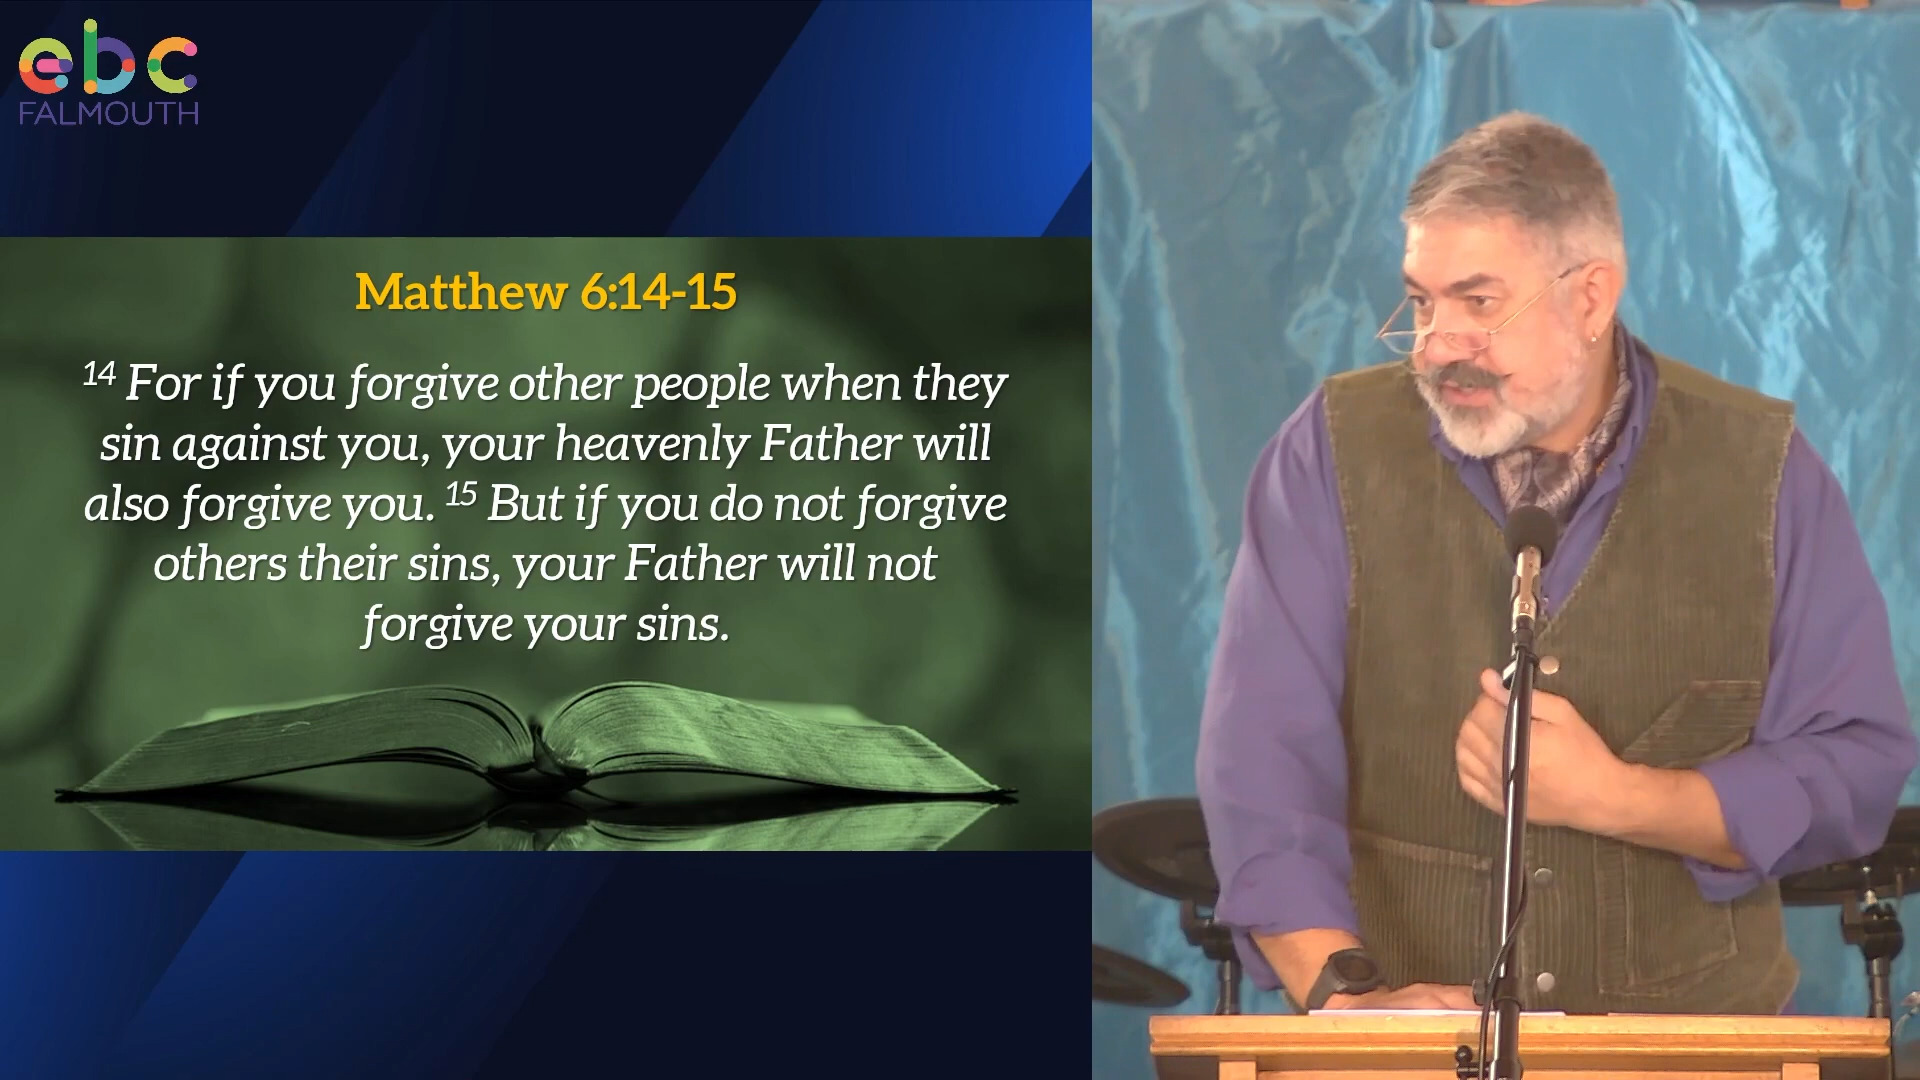 ebc
FALMOUTH
Matthew 6:14-15
14 For if you forgive other people when they
sin against you, your heavenly Father will
also forgive you. 15 But if you do not forgive
others their sins, your Father will not
forgive your sins.